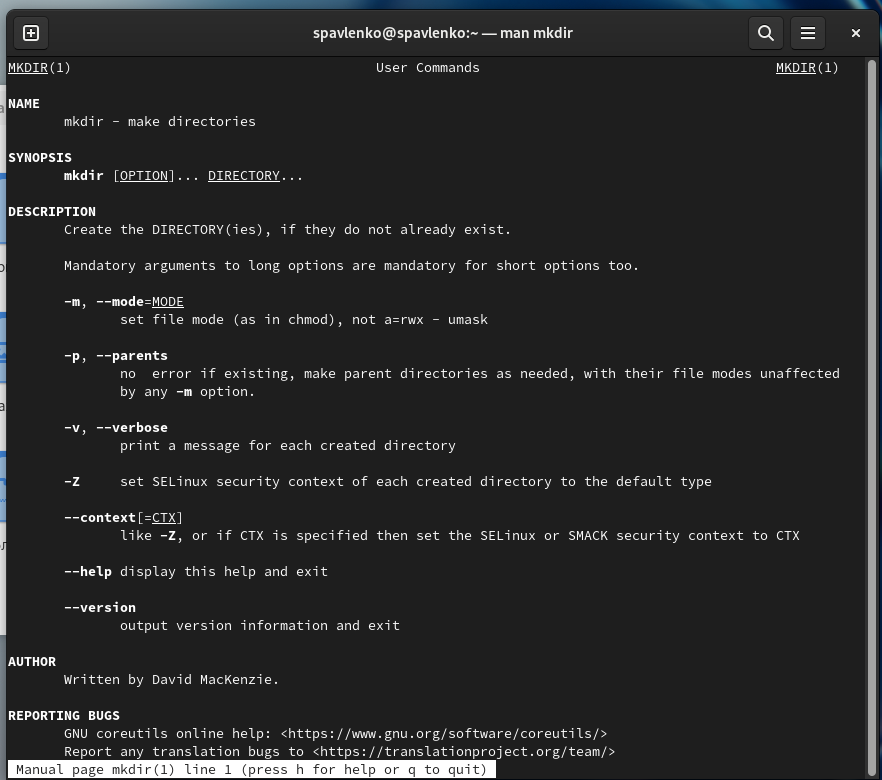 spavlenko@spavlenko:~ — man mkdir
MKDIR(1) User Commands MKDIR(1)
NAME
mkdir - make directories
SYNOPSIS
mkdir [OPTION]... DIRECTORY...
DESCRIPTION
Create the DIRECTORY(ies), if they do not already exist.
Mandatory arguments to long options are mandatory for short options too.
-m, --mode=MODE
set file mode (as in chmod), not a=rwx - umask
-p, --parents
no  error if existing, make parent directories as needed, with their file modes unaffected
by any -m option.
-v, --verbose
print a message for each created directory
-Z set SELinux security context of each created directory to the default type
--context[=CTX]
like -Z, or if CTX is specified then set the SELinux or SMACK security context to CTX
--help display this help and exit
--version
output version information and exit
AUTHOR
Written by David MacKenzie.
REPORTING BUGS
GNU coreutils online help: <https://www.gnu.org/software/coreutils/>
Report any translation bugs to <https://translationproject.org/team/>
Manual page mkdir(1) line 1 (press h for help or q to quit)